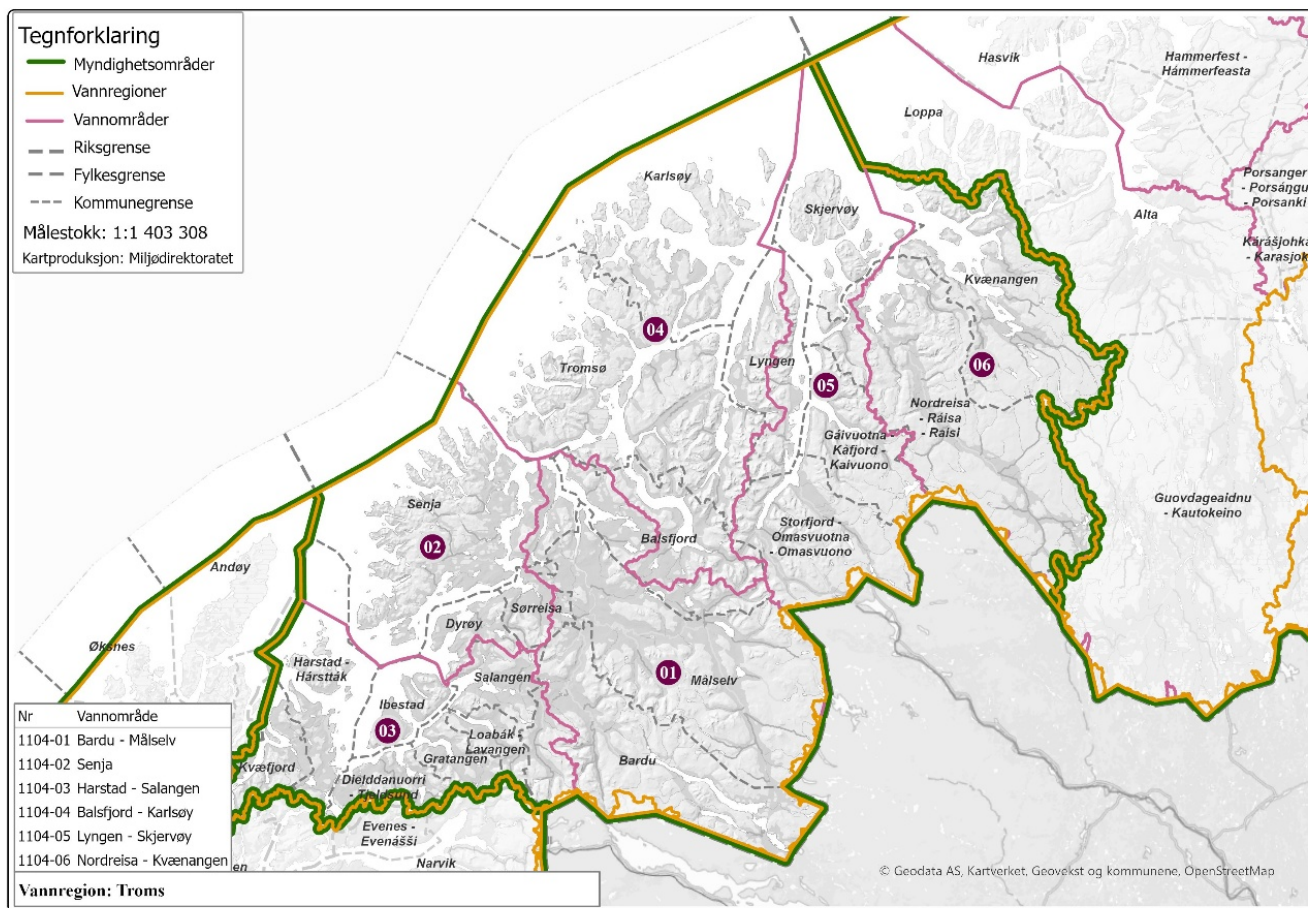 Tegnforklaring
Myndighetsområder
Vannregioner
Vannområder
Riksgrense
Fylkesgrense
Kommunegrense
Målestokk: 1:1 403 308
Kartproduksjon: Miljødirektoratet
Hasvik
Hammerfest -
Hámmerfeasta
Loppa
Karlsøy
Skjervøy
Porsanger
- Porsáŋgu
- Porsanki
Alta
Kárášjohka
Karasjok
Kvænangen
04
Tromsø
Lyngen
05
06
Nordreisa
- Ráisa
- Raisi
Gáivuotna -
Kåfjord -
Kaivuono
Guovdageaidnu
- Kautokeino
Senja
02
Storfjord -
Omasvuotna
- Omasvuono
Balsfjord
Andøy
Sørreisa
Dyrøy
Øksnes
Harstad -
Hárstták
Salangen
01
Målselv
Ibestad
03
Loabák -
Lavangen
Gratangen
Bardu
Kvæfjord
Dielddanuorri
- Tjeldsund
Evenes -
Evenášši
Narvik
Nr Vannområde
1104-01 Bardu - Målselv
1104-02 Senja
1104-03 Harstad - Salangen
1104-04 Balsfjord - Karlsøy
1104-05 Lyngen - Skjervøy
1104-06 Nordreisa - Kvænangen
© Geodata AS, Kartverket, Geovekst og kommunene, OpenStreetMap
Vannregion: Troms